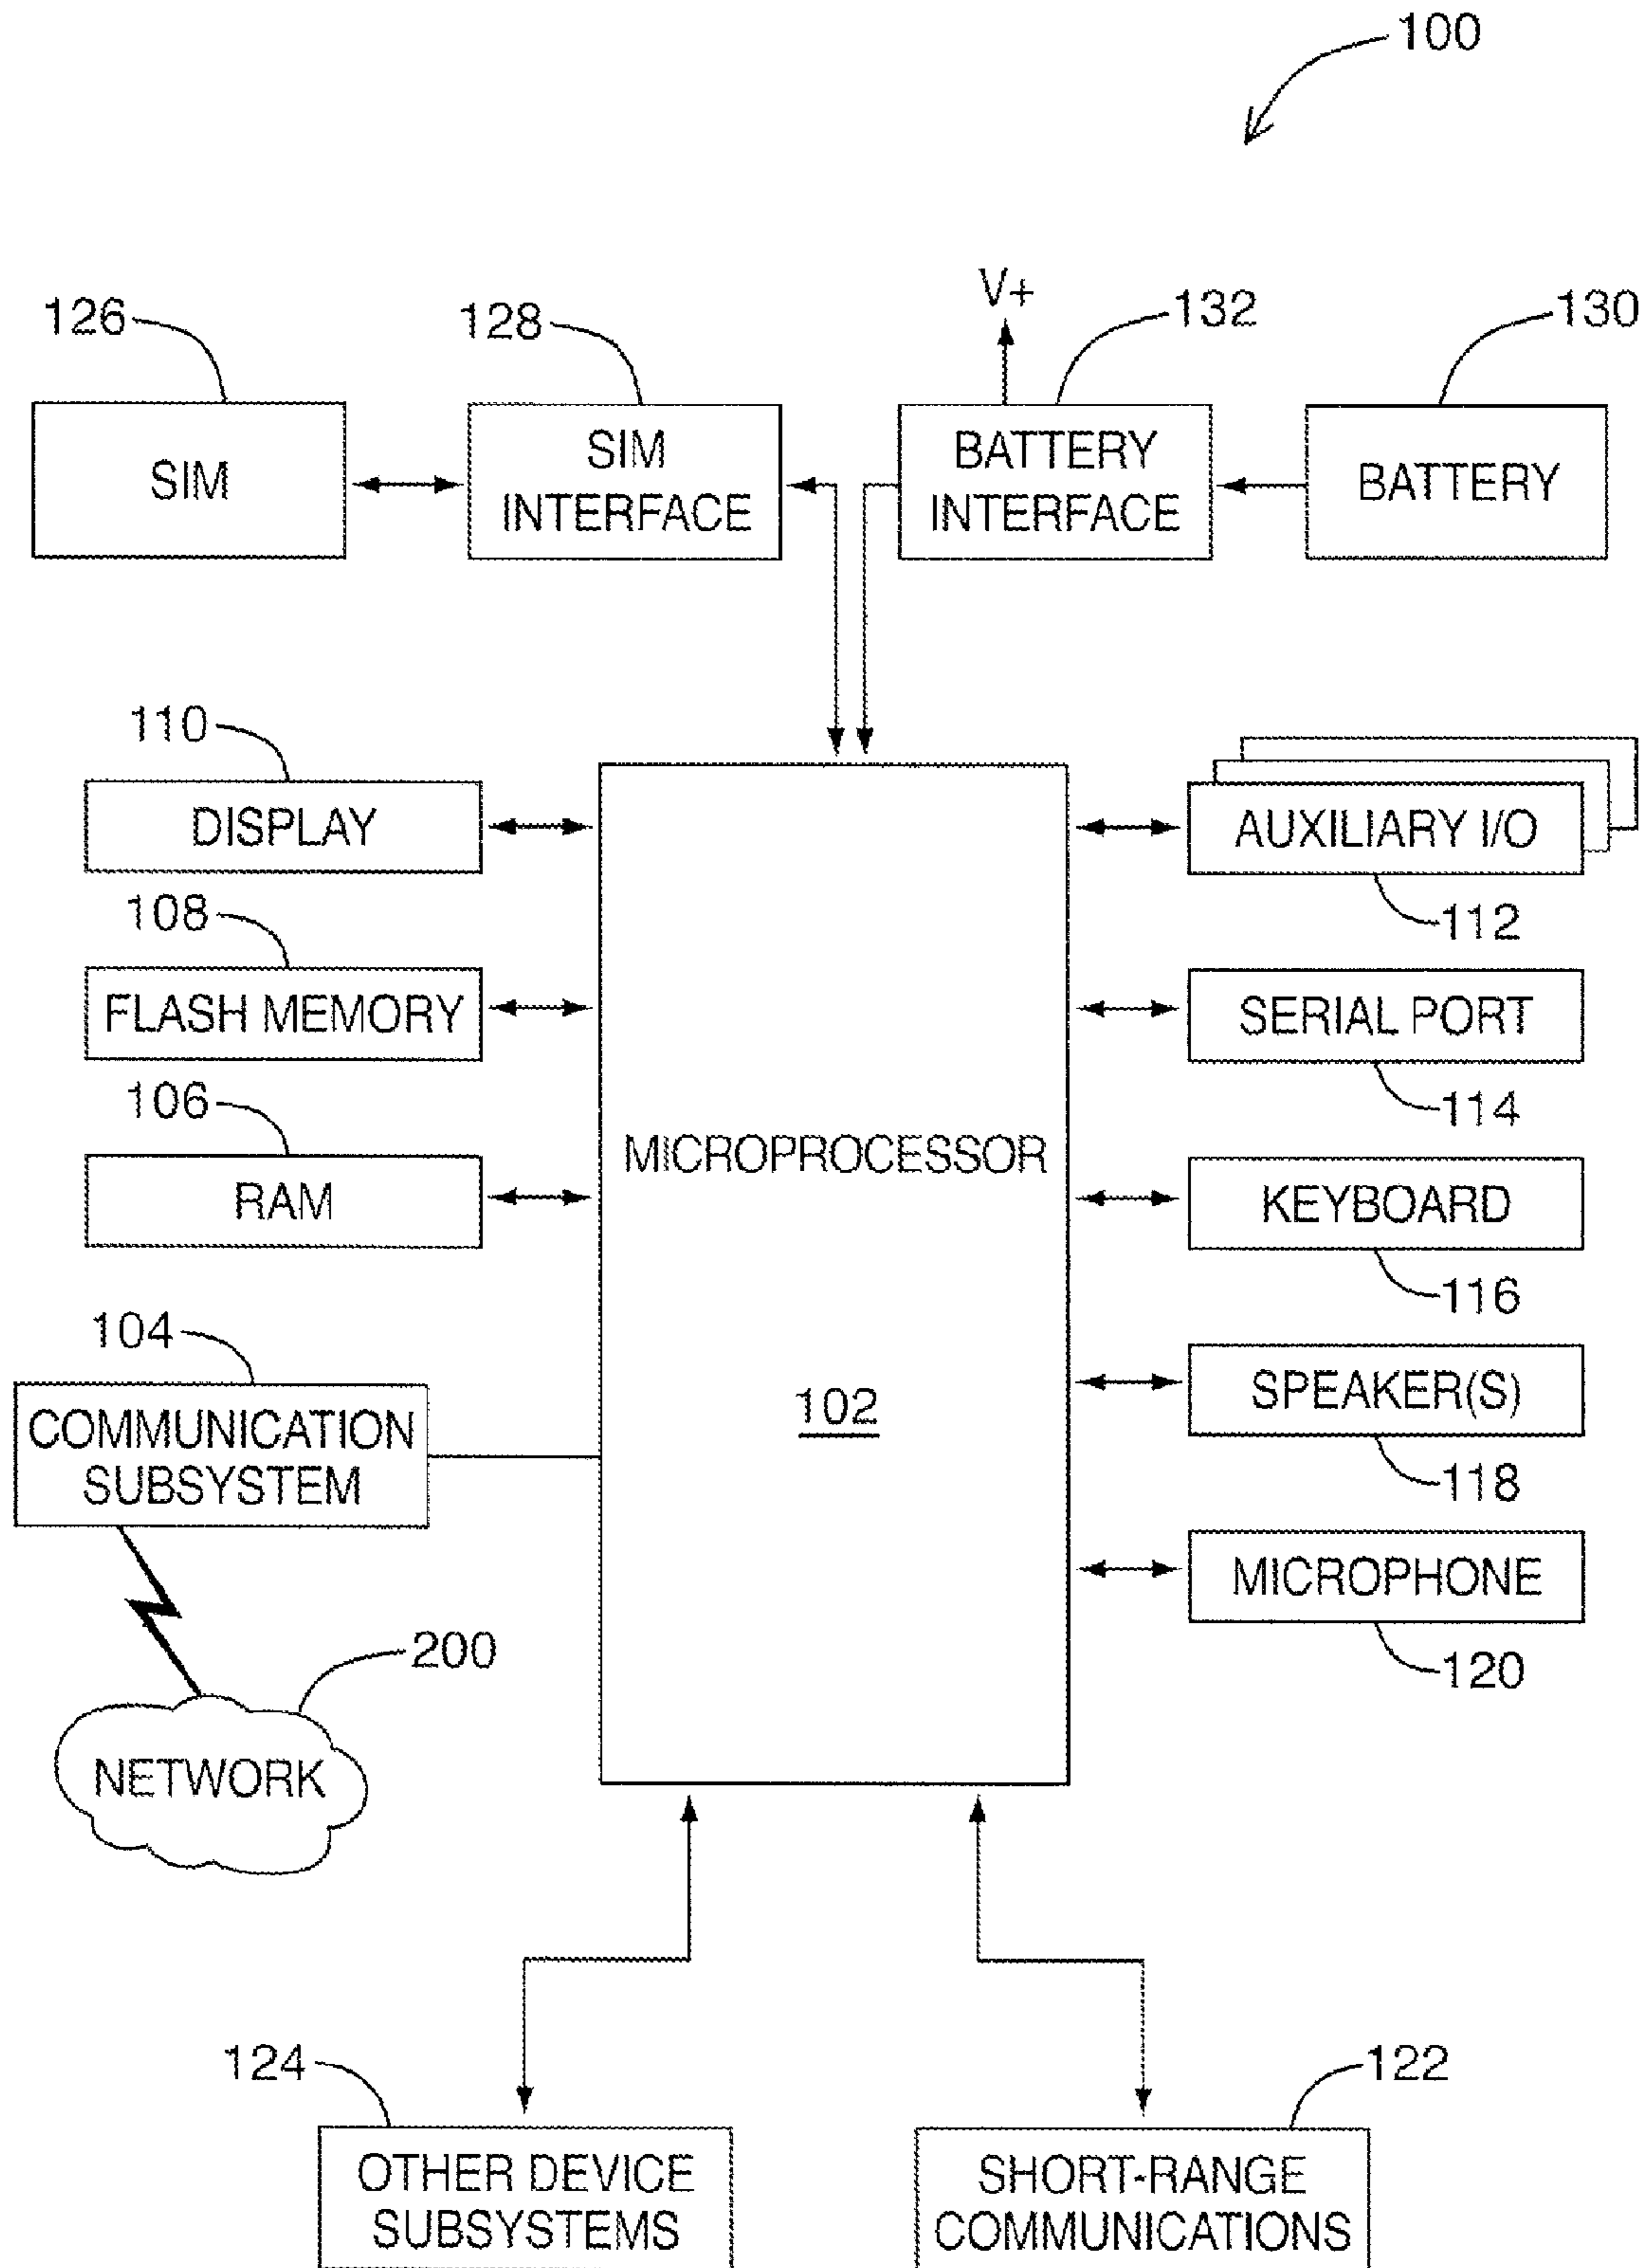 100
V+
126
128
132
130
SIM
SIM
INTERFACE
BATTERY
INTERFACE
BATTERY
110
DISPLAY
AUXILIARY I/O
112
108
FLASH MEMORY
SERIAL PORT
114
106
RAM
MICROPROCESSOR
102
KEYBOARD
116
104
COMMUNICATION
SUBSYSTEM
SPEAKER(S)
118
MICROPHONE
120
200
NETWORK
124
OTHER DEVICE
SUBSYSTEMS
122
SHORT-RANGE
COMMUNICATIONS